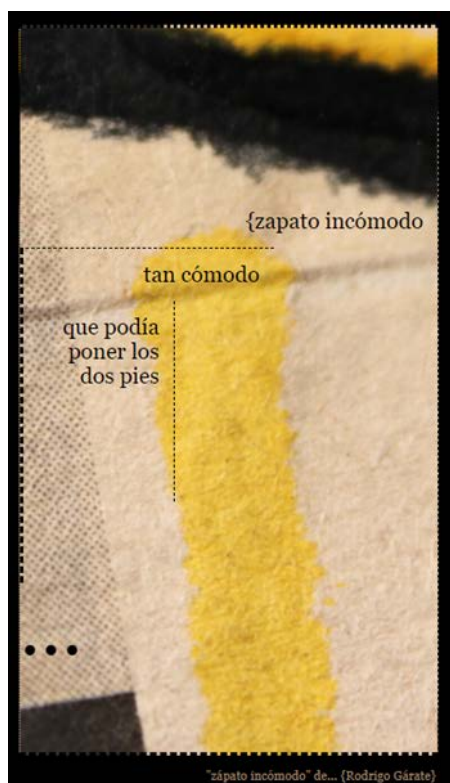 {zapato incómodo
tan cómodo
que podía
poner los
dos pies
"zápato incómodo" de... {Rodrigo Gárate}